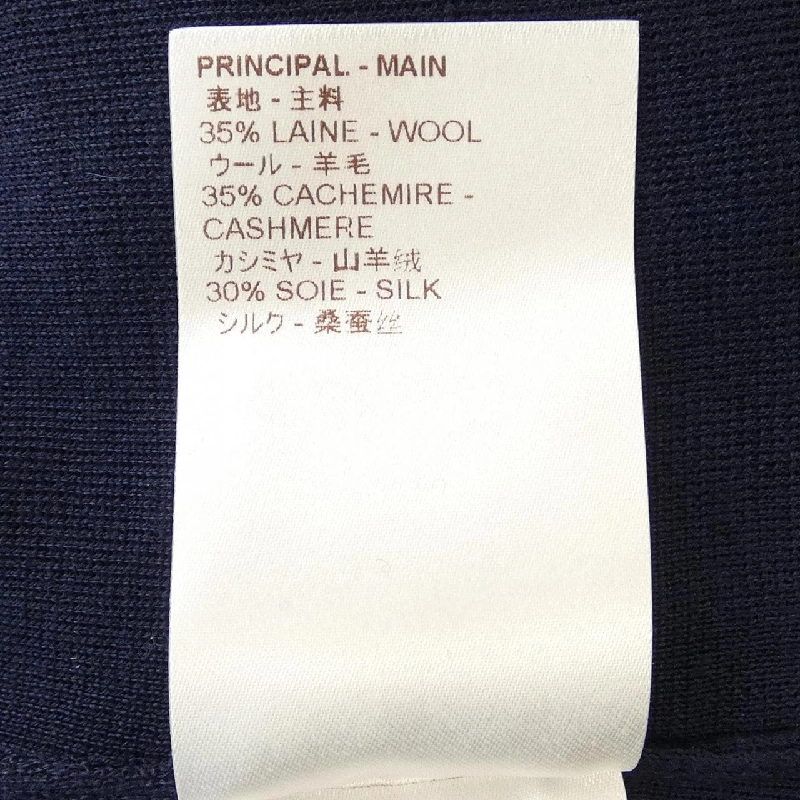 PRINCIPAL - MAIN
表地 - 主料
35% LAINE - WOOL
ウール - 羊毛
35% CACHEMIRE -
CASHMERE
カシミヤ - 山羊绒
30% SOIE - SILK
シルク - 桑蚕丝